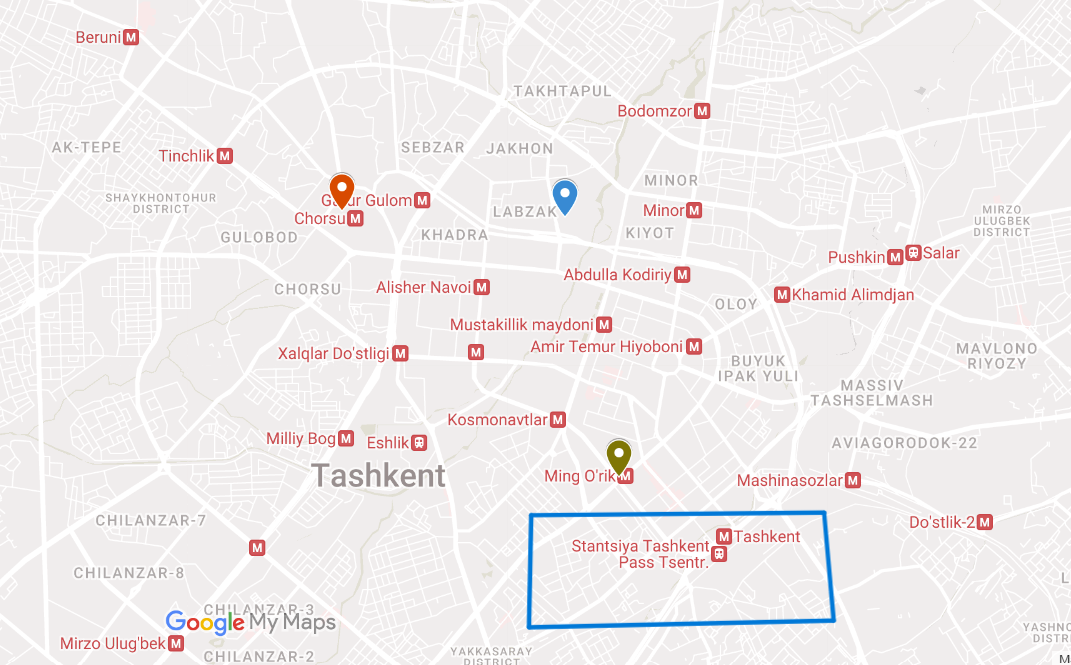 Beruni
TAKHTAPUL
Bodomzor
AK-TEPE
SEBZAR
JAKHON
Tinchlik
MINOR
SHAYKHONTOHUR
DISTRICT
Gulom
LABZAK
Minor
Chorsu
MIRZO
ULUGBEK
DISTRICT
GULOBOD
KHADRA
KIYOT
Pushkin
Salar
Abdulla Kodiriy
CHORSU
Alisher Navoi
Khamid Alimdjan
OLOY
Mustakillik maydoni
Amir Temur Hiyoboni
Xalqlar Do'stligi
MAVLONO
RIYOZY
BUYUK
IPAK YULI
MASSIV
TASHSELMASH
Kosmonavtlar
Milliy Bog
Eshlik
AVIAGORODOK-22
Tashkent
Ming O'rik
Mashinasozlar
CHILANZAR-7
Do'stlik-2
Tashkent
Stantsiya Tashkent
Pass Tsentr.
CHILANZAR-8
CHILANZAR-3
Google My Maps
Mirzo Ulug'bek
YASHNO
DISTR
CHILANZAR-2
YAKKASARAY
DISTRICT